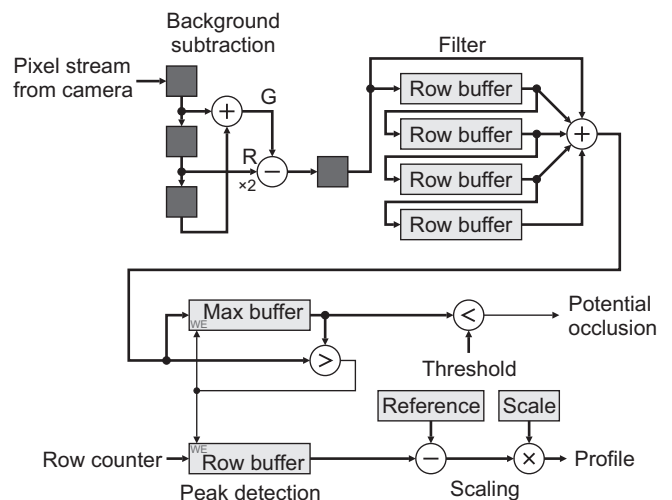 Background
subtraction
Pixel stream
from camera
Filter
Row buffer
Row buffer
Row buffer
Row buffer
+
G
R
×2
−
+
Max buffer
WE
>
<
Threshold
Potential
occlusion
Reference
Scale
Row counter
WE
Row buffer
−
×
Profile
Peak detection
Scaling